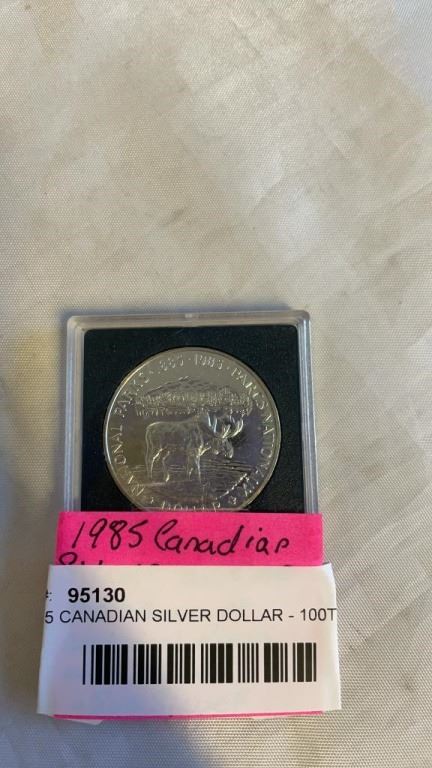 NATIONAL PARKS · 1885 · 1985 · PARCS NATIONAUX
DOLLAR
1985 Canadian
#: 95130
5 CANADIAN SILVER DOLLAR - 100T